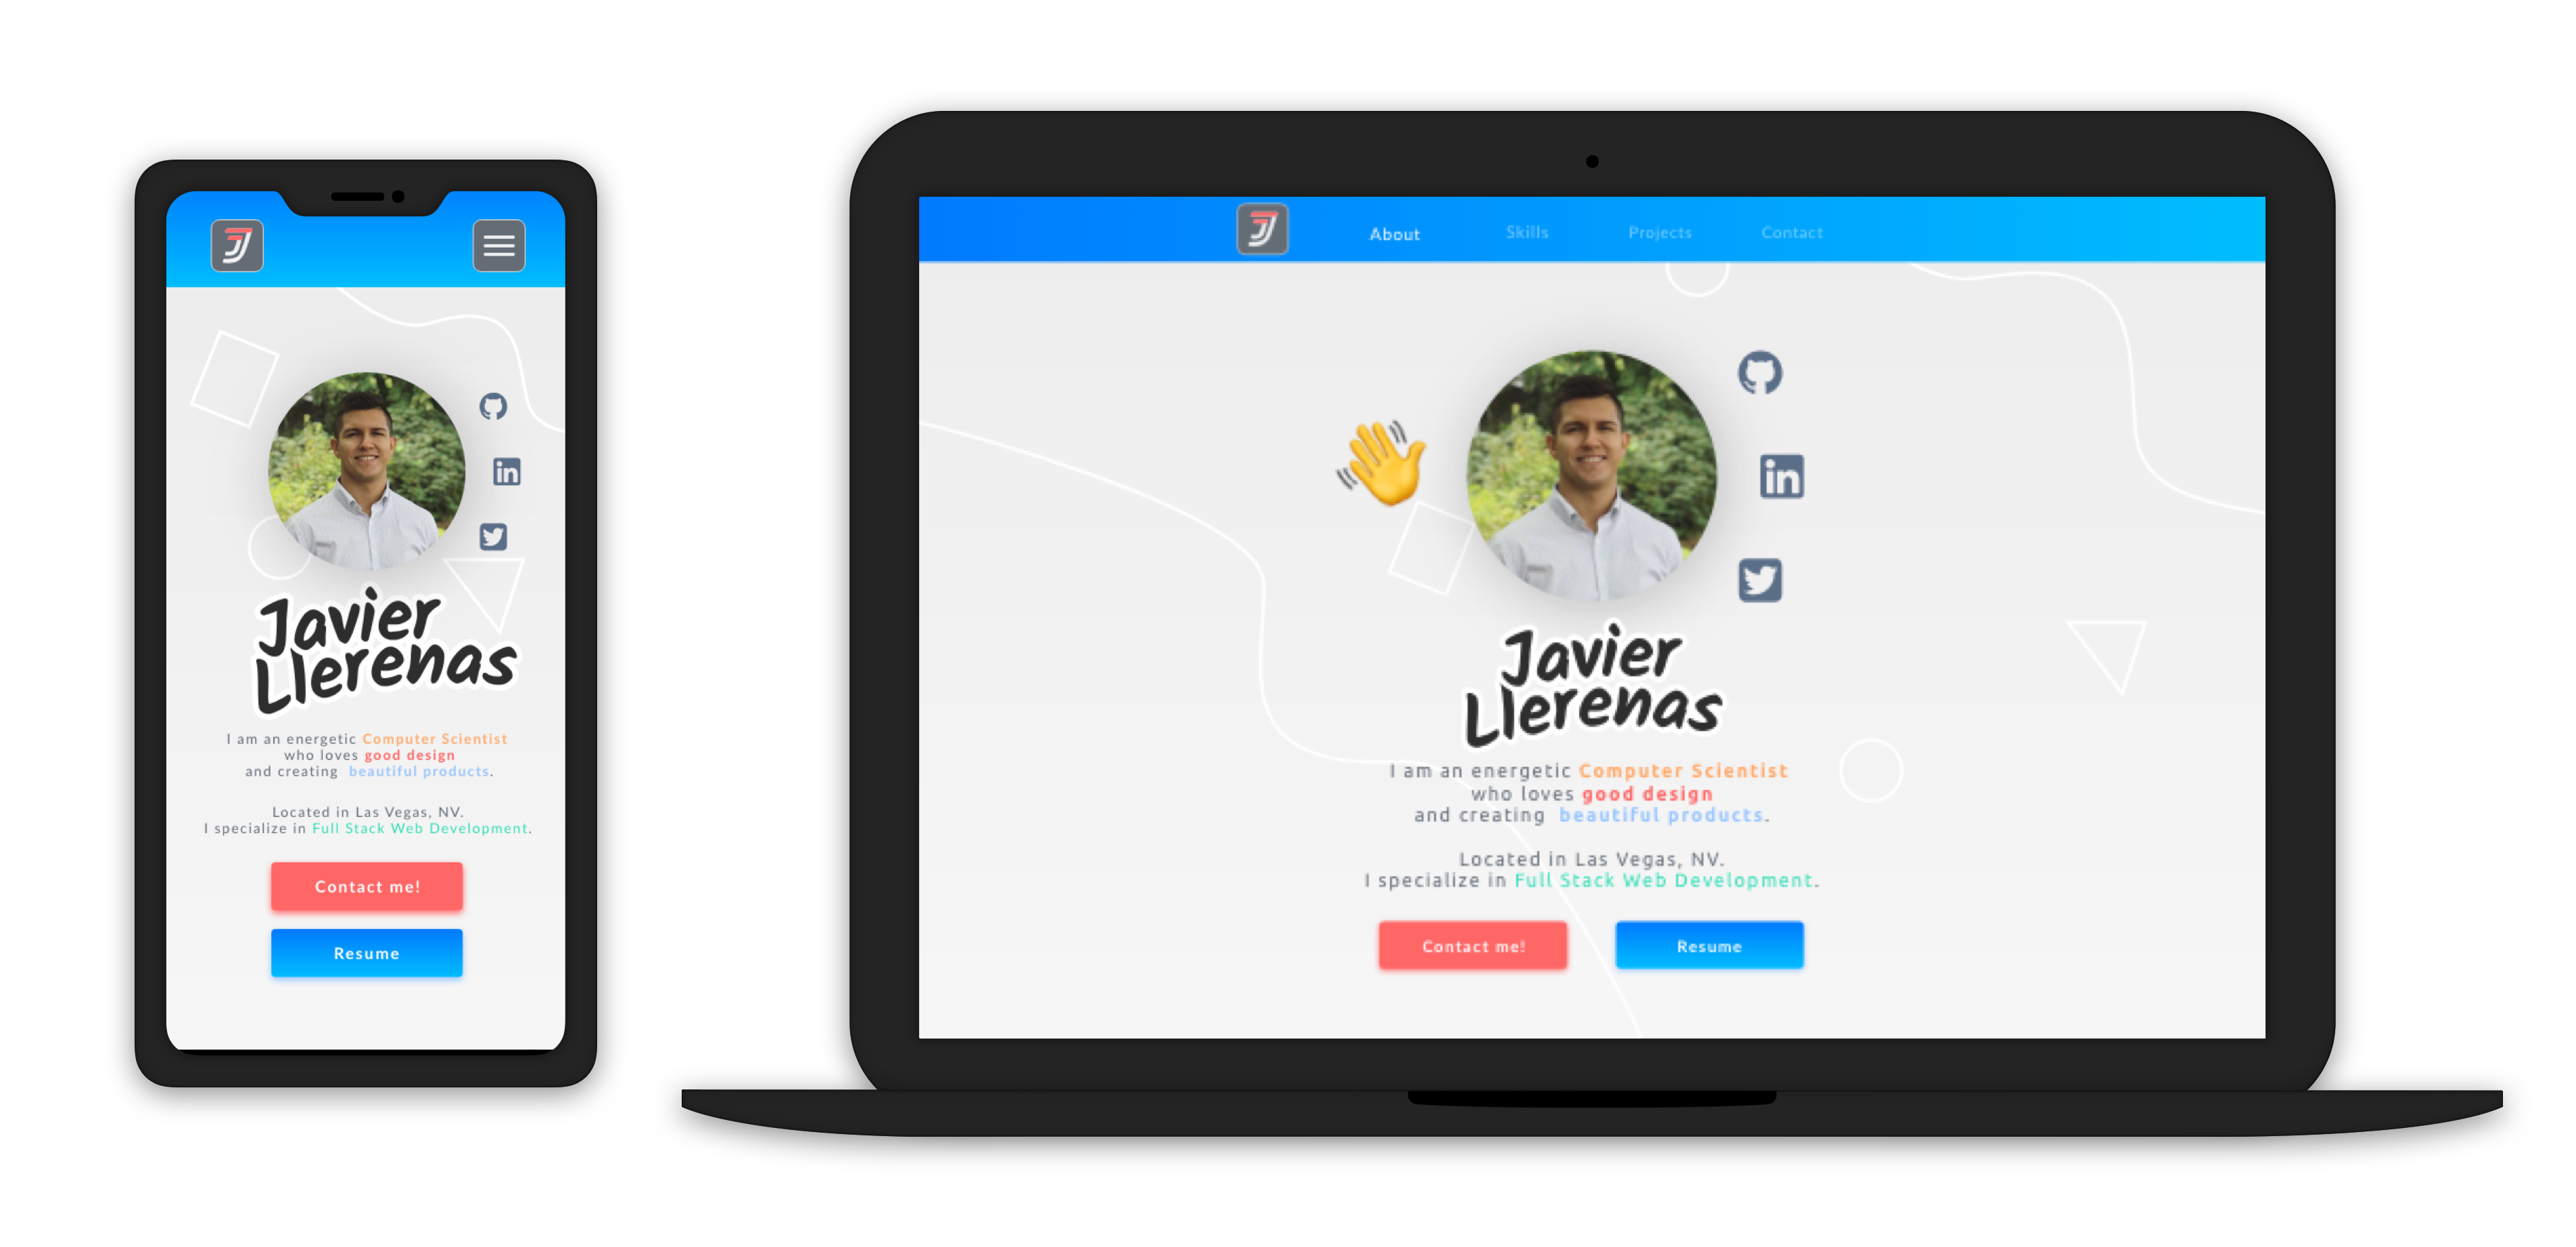 Javier
Llerenas
I am an energetic Computer Scientist
who loves good design
and creating beautiful products.
Located in Las Vegas, NV.
I specialize in Full Stack Web Development.
Contact me!
Resume
About Skills Projects Contact
Javier
Llerenas
I am an energetic Computer Scientist
who loves good design
and creating beautiful products.
Located in Las Vegas, NV.
I specialize in Full Stack Web Development.
Contact me! Resume